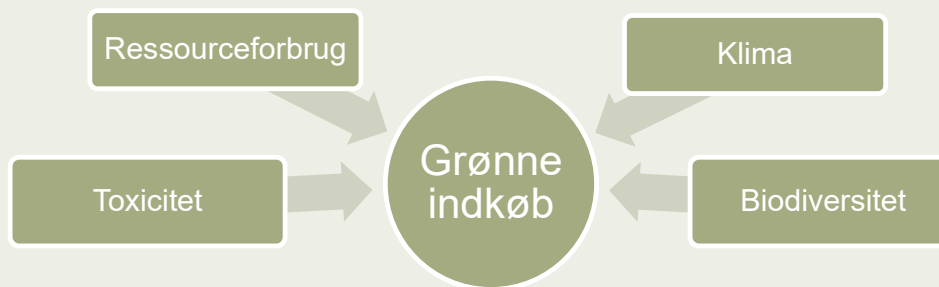 Ressourceforbrug
Klima
Grønne
indkøb
Toxicitet
Biodiversitet